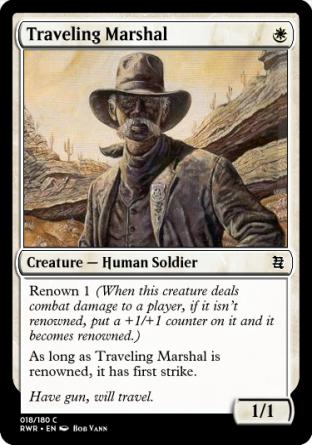 Traveling Marshal
Creature — Human Soldier
Renown 1 (When this creature deals
combat damage to a player, if it isn't
renowned, put a +1/+1 counter on it and it
becomes renowned.)
As long as Traveling Marshal is
renowned, it has first strike.
Have gun, will travel.
1/1
018/180 C
RWR • EN Bob Vann